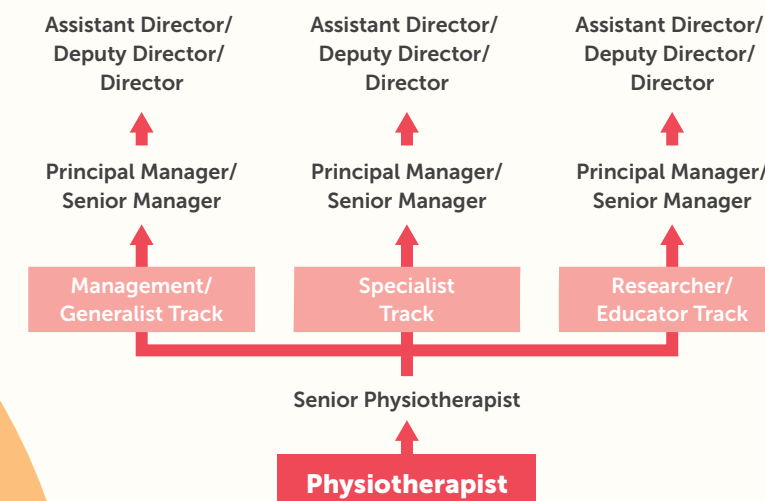 Assistant Director/
Deputy Director/
Director
Assistant Director/
Deputy Director/
Director
Assistant Director/
Deputy Director/
Director
Principal Manager/
Senior Manager
Principal Manager/
Senior Manager
Principal Manager/
Senior Manager
Management/
Generalist Track
Specialist
Track
Researcher/
Educator Track
Senior Physiotherapist
Physiotherapist